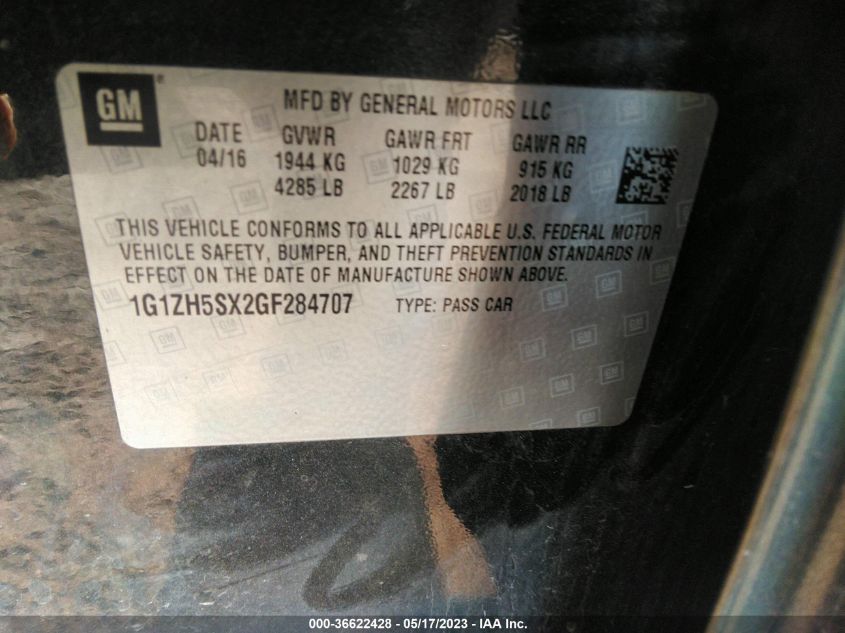 GM ® MFD BY GENERAL MOTORS LLC
DATE GVWR GAWR FRT GAWR RR
04/16 1944 KG 1029 KG 915 KG
4285 LB 2267 LB 2018 LB
THIS VEHICLE CONFORMS TO ALL APPLICABLE U.S. FEDERAL MOTOR
VEHICLE SAFETY, BUMPER, AND THEFT PREVENTION STANDARDS IN
EFFECT ON THE DATE OF MANUFACTURE SHOWN ABOVE.
1G1ZH5SX2GF284707 TYPE: PASS CAR
000-36622428 - 05/17/2023 - IAA Inc.